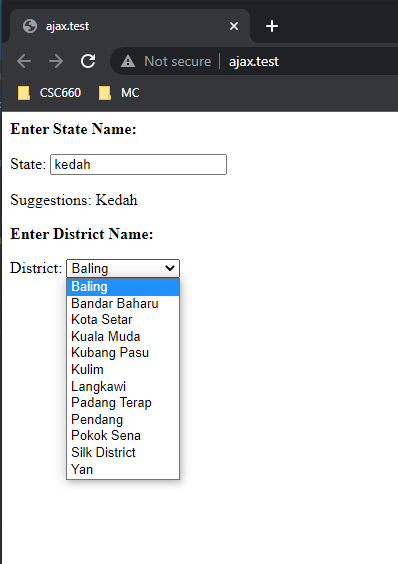 ajax.test
Not secure ajax.test
CSC660 MC
Enter State Name:
State: kedah
Suggestions: Kedah
Enter District Name:
District: Baling
Baling
Bandar Baharu
Kota Setar
Kuala Muda
Kubang Pasu
Kulim
Langkawi
Padang Terap
Pendang
Pokok Sena
Silk District
Yan